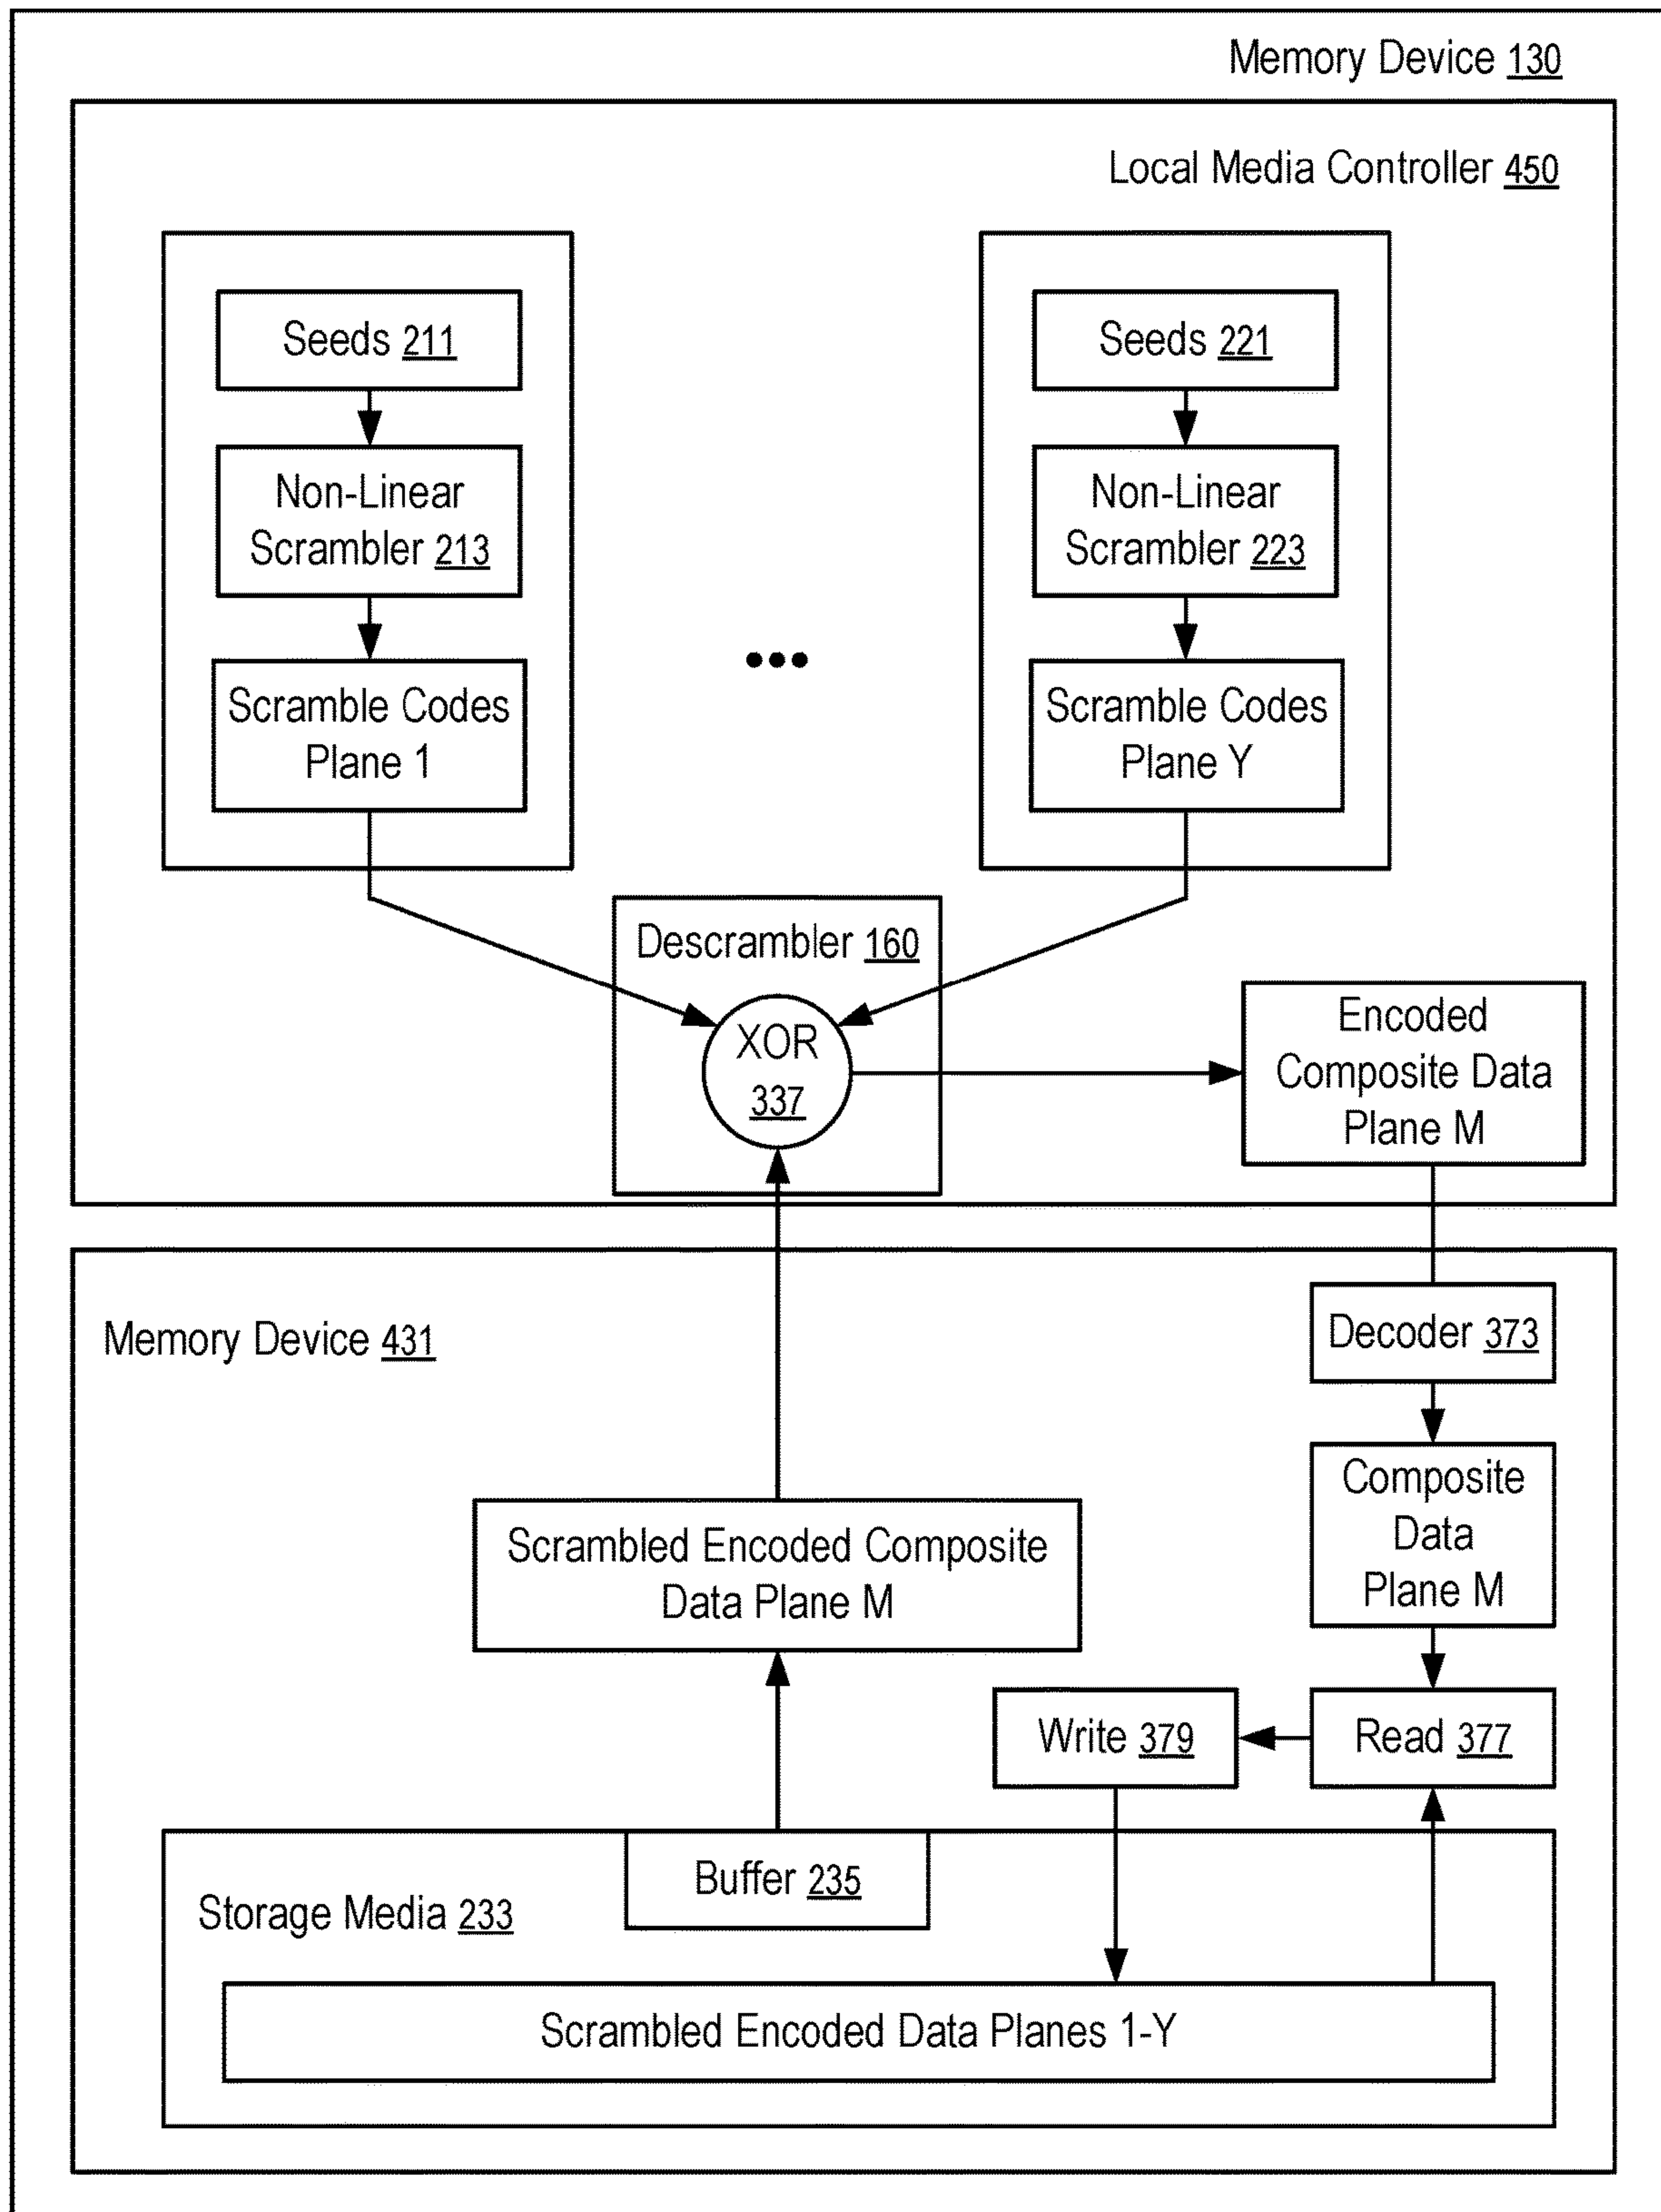 Memory Device 130
Local Media Controller 450
Seeds 211
Seeds 221
Non-Linear
Scrambler 213
Non-Linear
Scrambler 223
•••
Scramble Codes
Plane 1
Scramble Codes
Plane Y
Descrambler 160
XOR
337
Encoded
Composite Data
Plane M
Memory Device 431
Decoder 373
Composite
Data
Plane M
Scrambled Encoded Composite
Data Plane M
Write 379
Read 377
Buffer 235
Storage Media 233
Scrambled Encoded Data Planes 1-Y